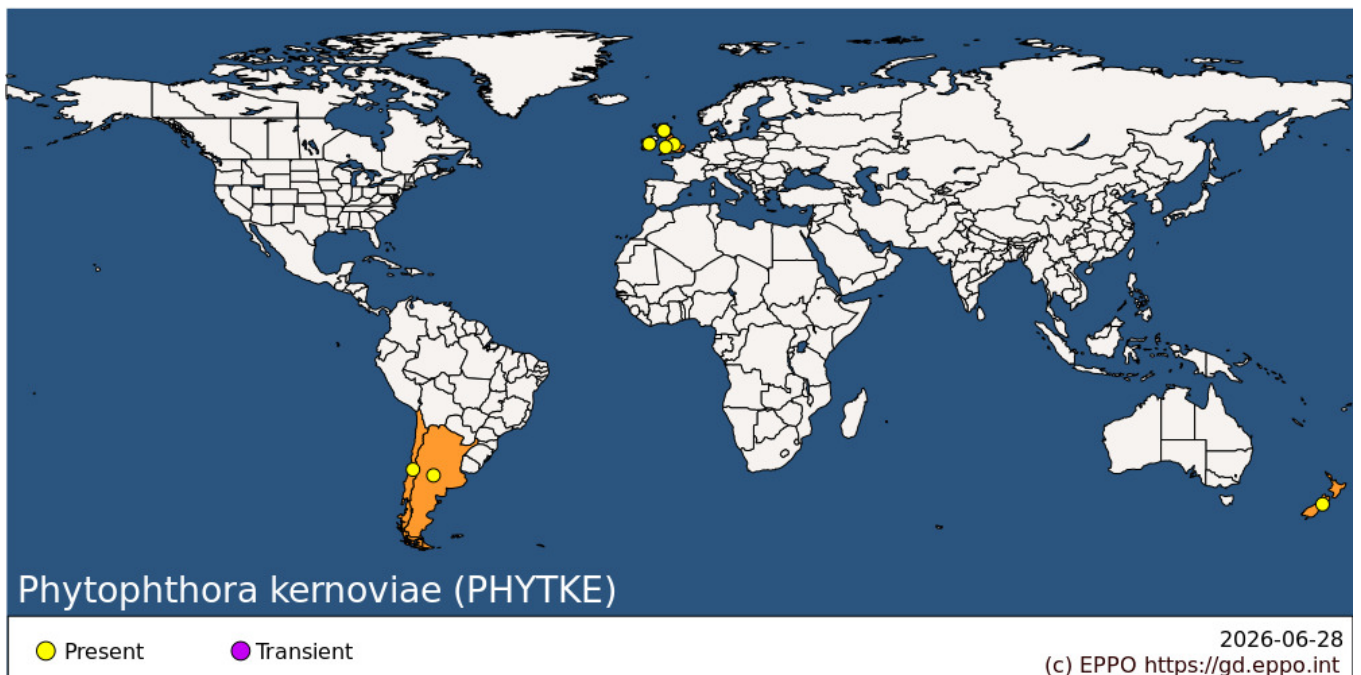 Phytophthora kernoviae (PHYTKE)
Present
Transient
2026-06-28
(c) EPPO https://gd.eppo.int